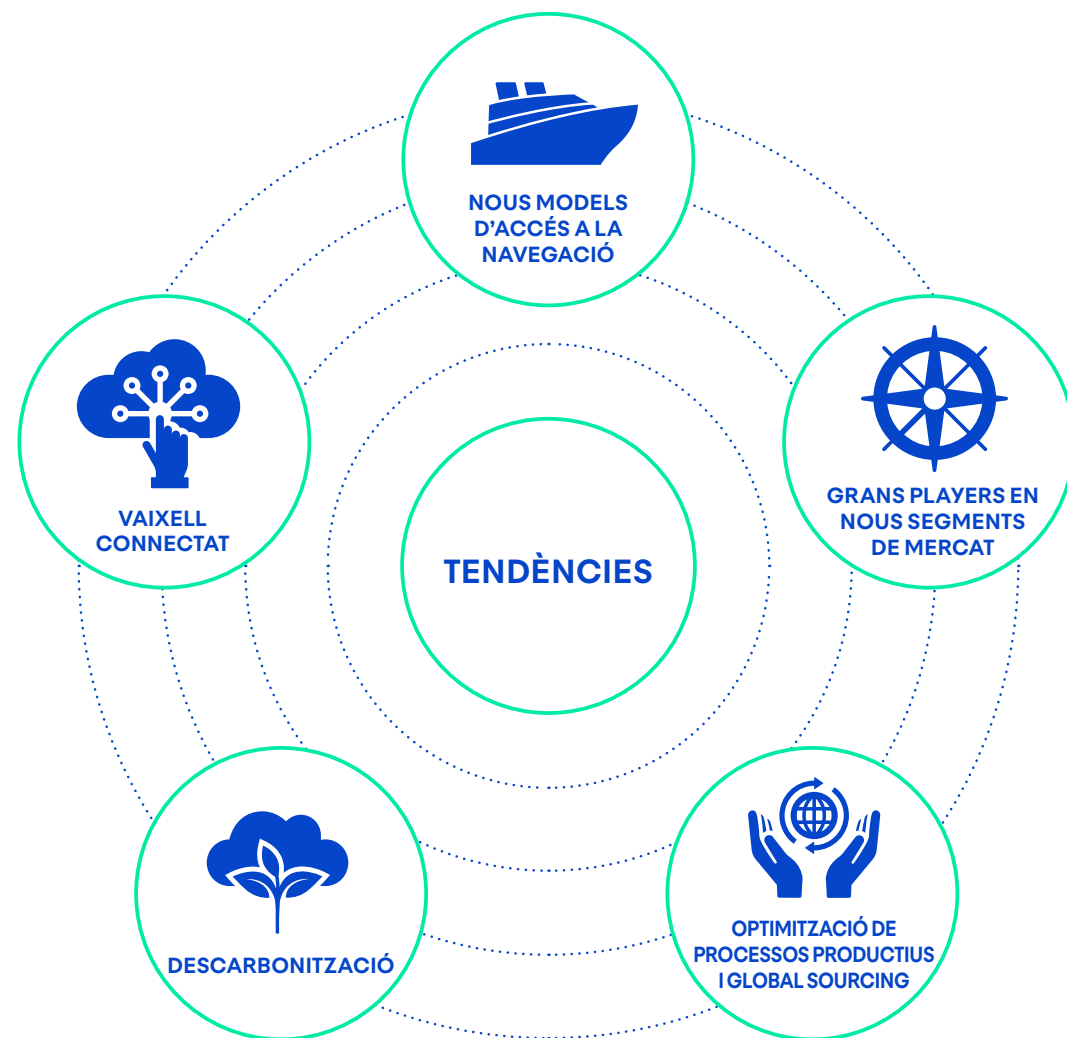 NOUS MODELS
D’ACCÉS A LA
NAVEGACIÓ
VAIXELL
CONNECTAT
GRANS PLAYERS EN
NOUS SEGMENTS
DE MERCAT
TENDÈNCIES
DESCARBONITZACIÓ
OPTIMITZACIÓ DE
PROCESSOS PRODUCTIUS
I GLOBAL SOURCING